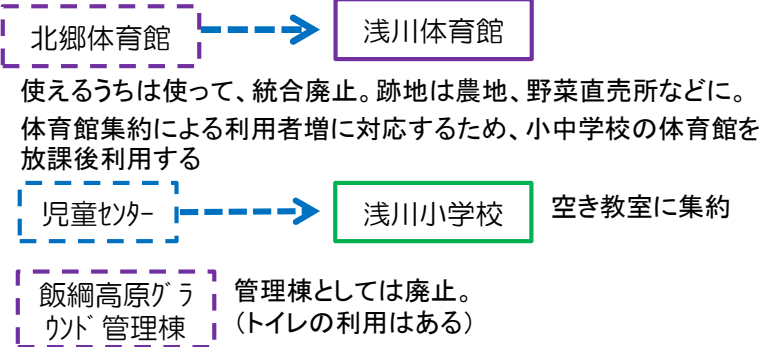 北郷体育館
浅川体育館
使えるうちは使って、統合廃止。跡地は農地、野菜直売所などに。
体育館集約による利用者増に対応するため、小中学校の体育館を
放課後利用する
児童ｾﾝﾀｰ
浅川小学校
空き教室に集約
飯綱高原ｸﾞﾗ
ｳﾝﾄﾞ管理棟
管理棟としては廃止。
（トイレの利用はある）